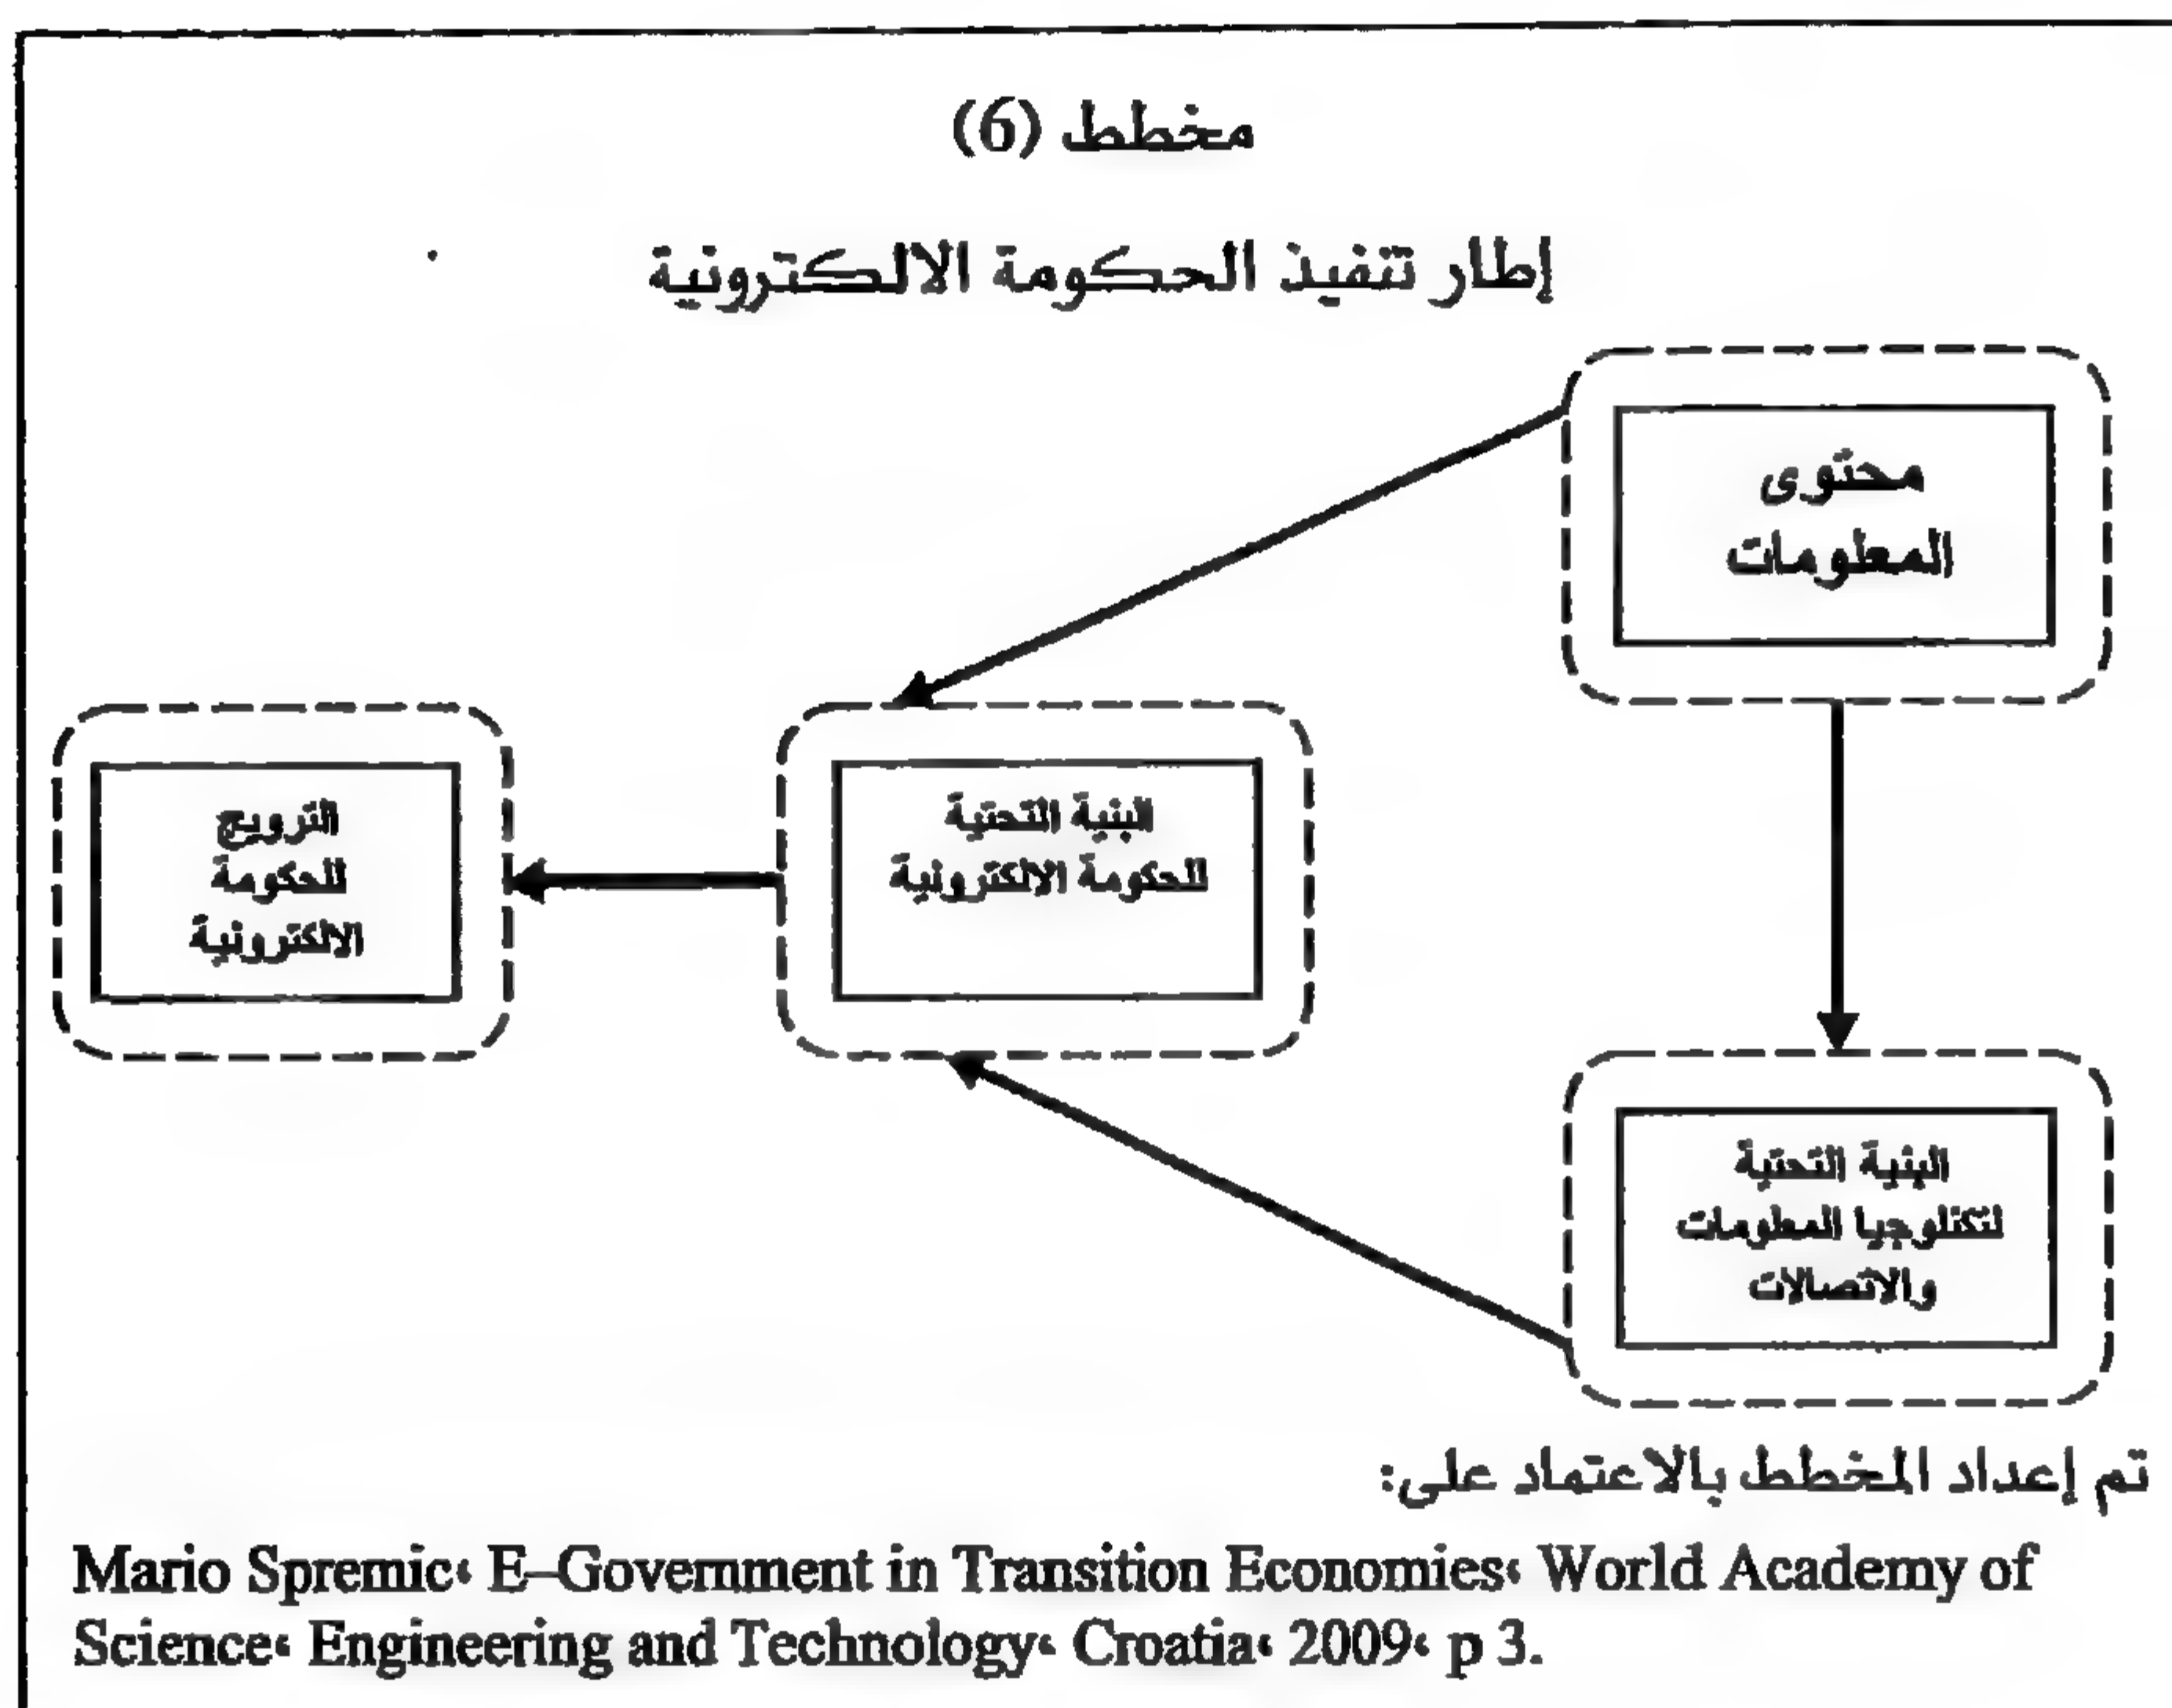 مخطط (6)
إطار تنفيذ الحكومة الالكترونية
محتوى
المعلومات
البنية التحتية
للحكومة الالكترونية
الترويج
للحكومة
الالكترونية
البنية التحتية
لتكنلوجيا المعلومات
والاتصالات
تم إعداد المخطط بالاعتماد على:
Mario Spremic، E–Government in Transition Economies، World Academy of
Science، Engineering and Technology، Croatia، 2009، p 3.